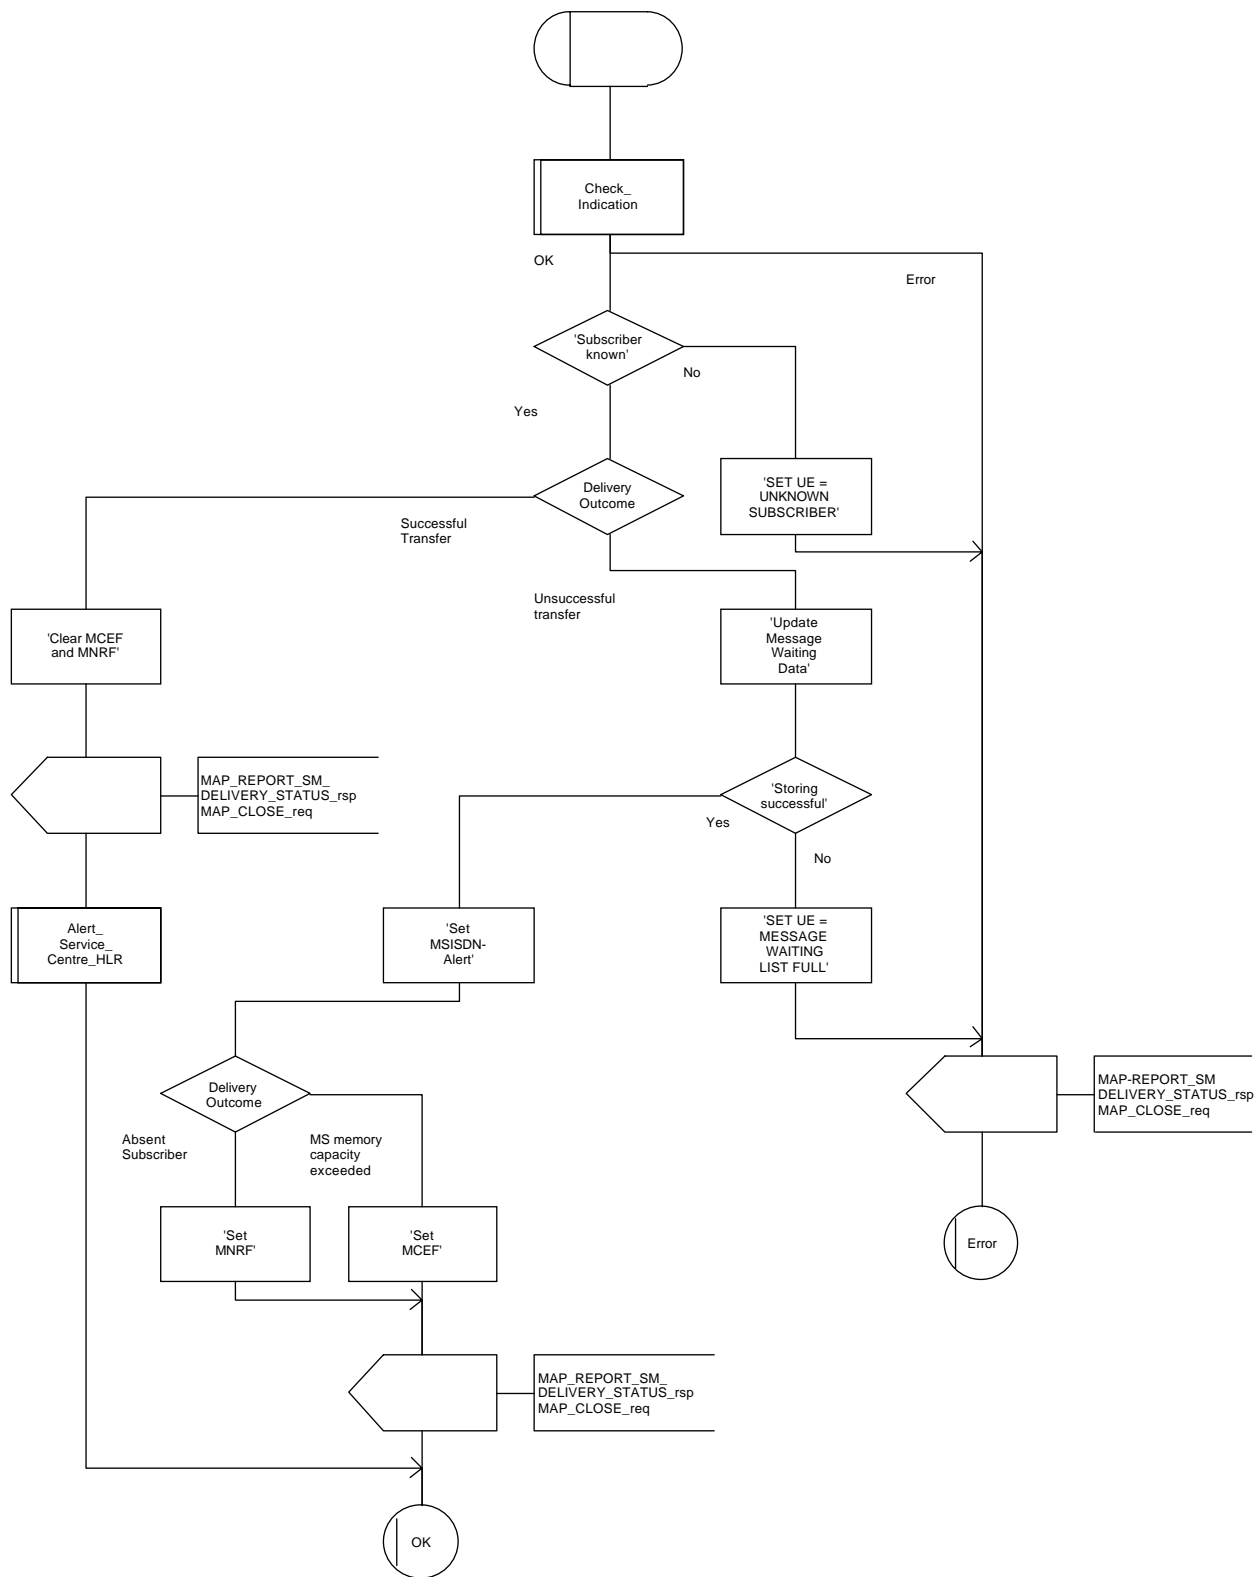 Check_
Indication
OK
Error
'Subscriber
known'
No
Yes
Delivery
Outcome
'SET UE =
UNKNOWN
SUBSCRIBER'
Successful
Transfer
Unsuccessful
transfer
'Clear MCEF
and MNRF'
'Update
Message
Waiting
Data'
MAP_REPORT_SM_
DELIVERY_STATUS_rsp
MAP_CLOSE_req
'Storing
successful'
Yes
No
Alert_
Service_
Centre_HLR
'Set
MSISDN-
Alert'
'SET UE =
MESSAGE
WAITING
LIST FULL'
Delivery
Outcome
MAP-REPORT_SM
DELIVERY_STATUS_rsp
MAP_CLOSE_req
Absent
Subscriber
MS memory
capacity
exceeded
'Set
MNRF'
'Set
MCEF'
Error
MAP_REPORT_SM_
DELIVERY_STATUS_rsp
MAP_CLOSE_req
OK